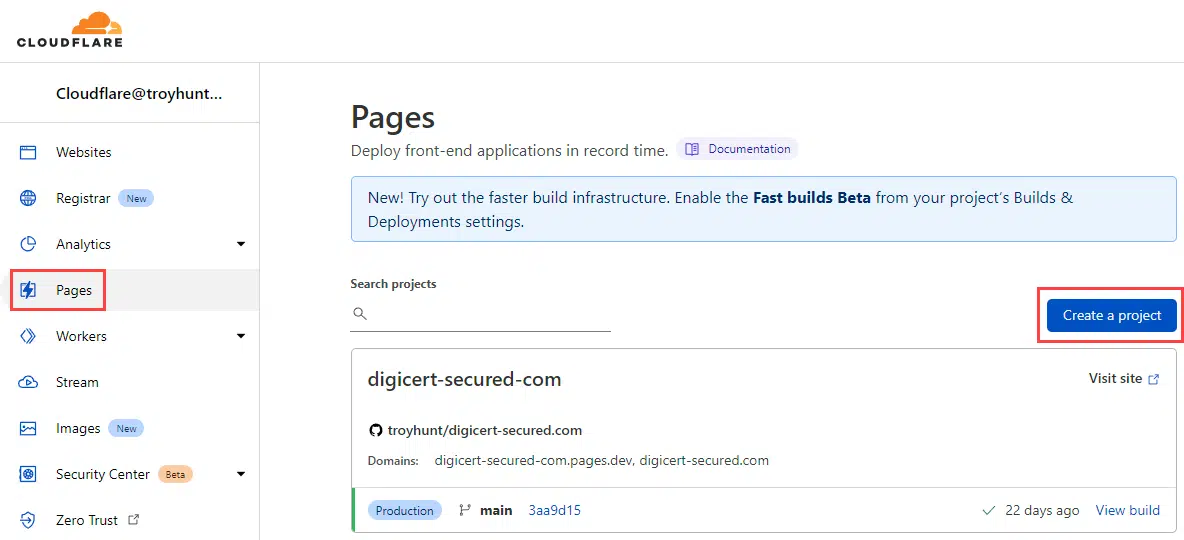 CLOUDFLARE
Cloudflare@troyhunt...
Websites
Registrar New
Analytics
Pages
Workers
Stream
Images New
Security Center Beta
Zero Trust
Pages
Deploy front-end applications in record time. Documentation
New! Try out the faster build infrastructure. Enable the Fast builds Beta from your project's Builds &
Deployments settings.
Search projects
Create a project
digicert-secured-com
Visit site
troyhunt/digicert-secured.com
Domains: digicert-secured-com.pages.dev, digicert-secured.com
Production main 3aa9d15 22 days ago View build